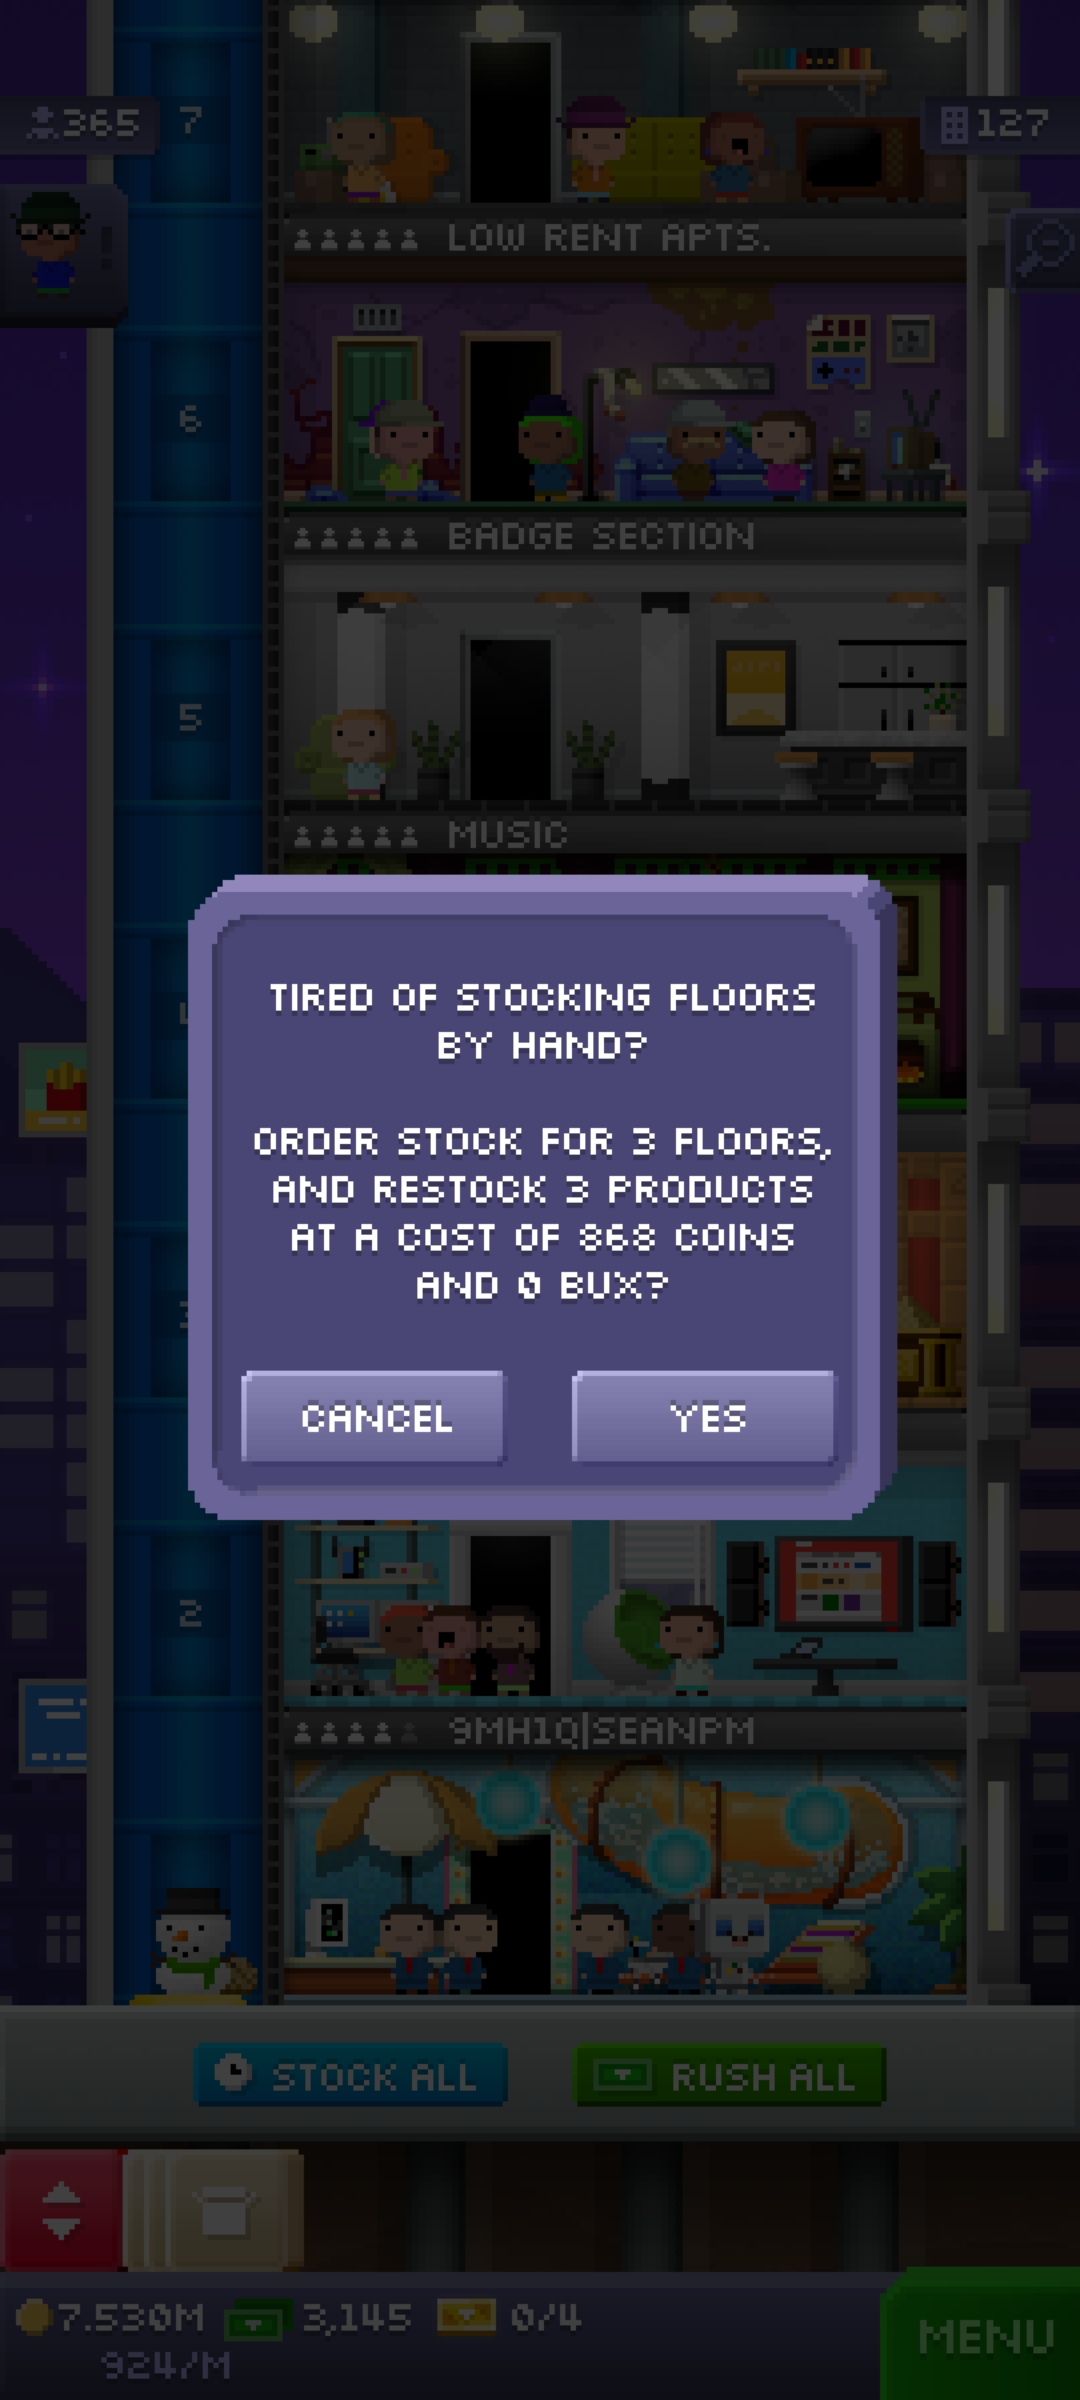 365
7
127
LOW RENT APTS.
6
BADGE SECTION
5
MUSIC
TIRED OF STOCKING FLOORS
BY HAND?
ORDER STOCK FOR 3 FLOORS,
AND RESTOCK 3 PRODUCTS
AT A COST OF 868 COINS
AND 0 BUX?
CANCEL
YES
2
9MH1Q|SEANPM
STOCK ALL
RUSH ALL
7.530M
3,145
0/4
924/M
MENU